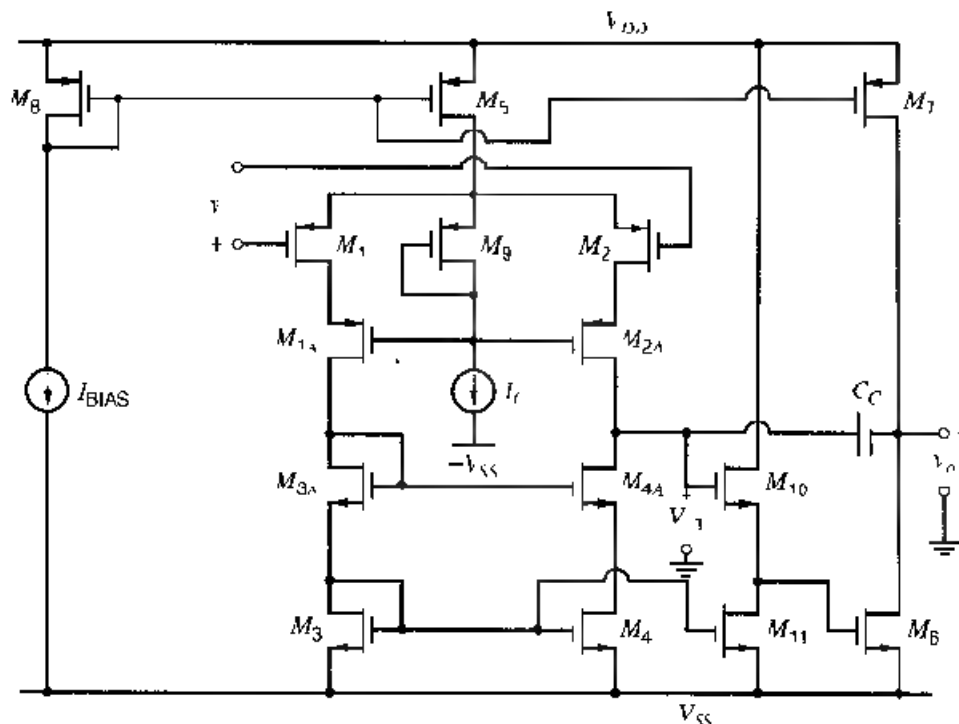 V_DD
M_8
M_5
M_7
+
M_1
M_9
M_2
M_1A
M_2A
I_BIAS
C_C
+
−V_SS
M_3A
M_4A
M_10
M_3
M_4
M_11
M_6
V_SS